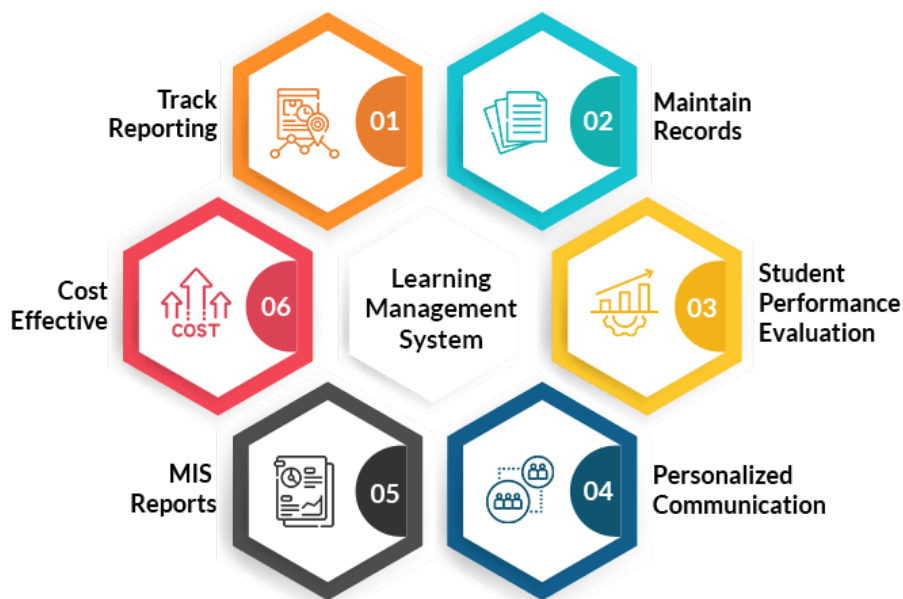 Track
Reporting
01
02
Maintain
Records
Cost
Effective
COST
06
Learning
Management
System
03
Student
Performance
Evaluation
MIS
Reports
05
04
Personalized
Communication